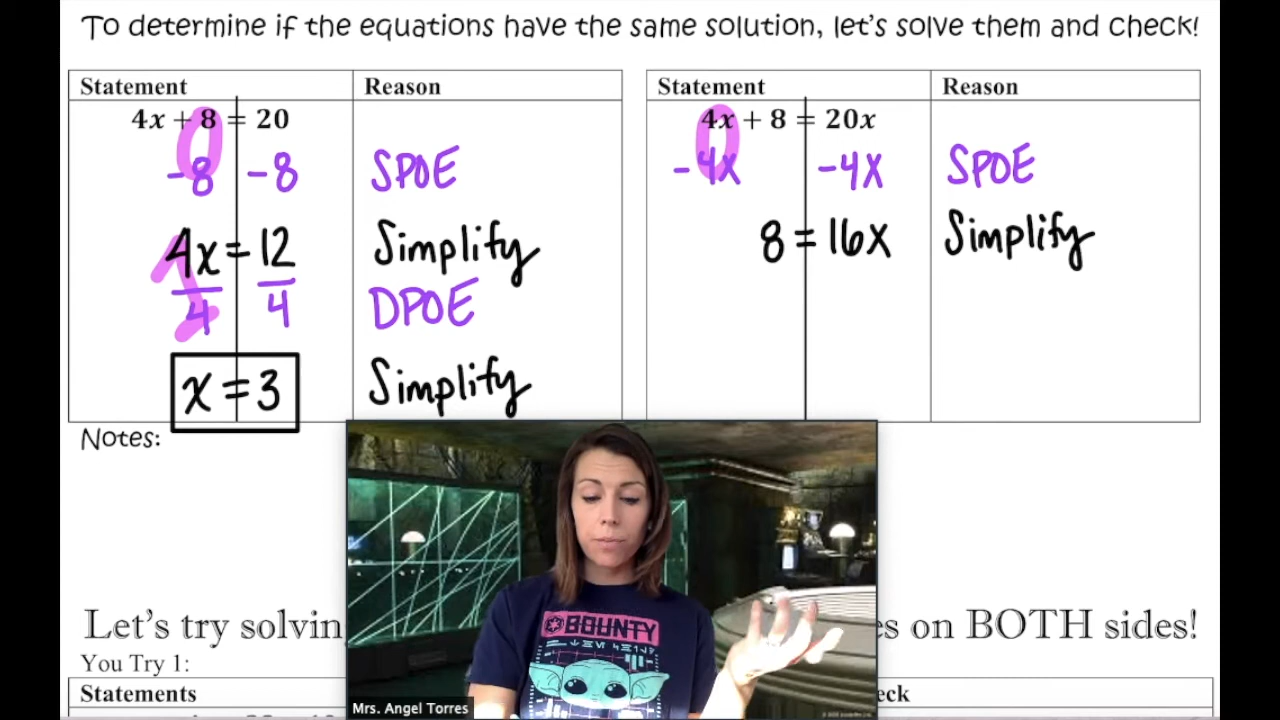 To determine if the equations have the same solution, let's solve them and check!
Statement Reason
4x + 8 = 20
-8 -8 SPOE
4x = 12 Simplify
4 4 DPOE
x = 3 Simplify
Statement Reason
4x + 8 = 20x
-4x -4x SPOE
8 = 16x Simplify
Notes:
BOUNTY
Mrs. Angel Torres
Let's try solvin
es on BOTH sides!
You Try 1:
Statements
eck